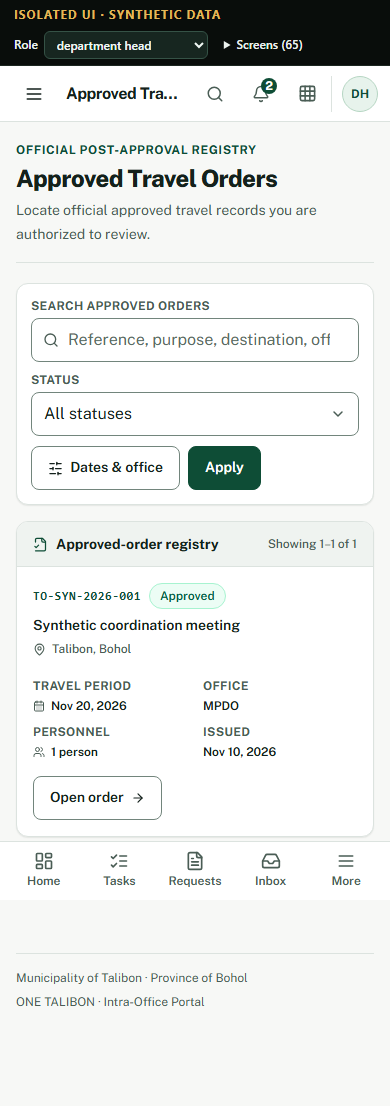 ISOLATED UI · SYNTHETIC DATA
Role department head ▶ Screens (65)
Approved Tra... 2 DH
OFFICIAL POST-APPROVAL REGISTRY
Approved Travel Orders
Locate official approved travel records you are
authorized to review.
SEARCH APPROVED ORDERS
Reference, purpose, destination, off
STATUS
All statuses
Dates & office Apply
Approved-order registry Showing 1–1 of 1
TO-SYN-2026-001 Approved
Synthetic coordination meeting
Talibon, Bohol
TRAVEL PERIOD OFFICE
Nov 20, 2026 MPDO
PERSONNEL ISSUED
1 person Nov 10, 2026
Open order →
Home Tasks Requests Inbox More
Municipality of Talibon · Province of Bohol
ONE TALIBON · Intra-Office Portal